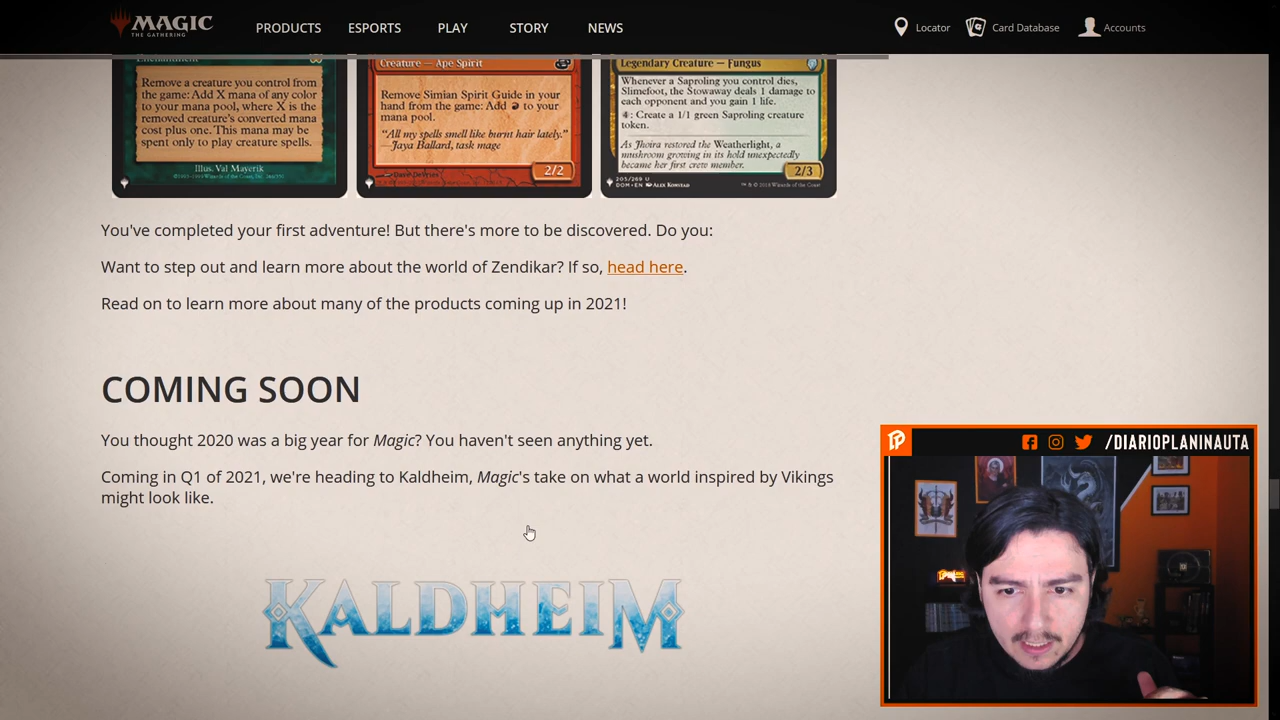 MAGIC
THE GATHERING
PRODUCTS
ESPORTS
PLAY
STORY
NEWS
Locator
Card Database
Accounts
Enchantment
Remove a creature you control from
the game: Add X mana of any color
to your mana pool, where X is the
removed creature's converted mana
cost plus one. This mana may be
spent only to play creature spells.
Illus. Val Mayerik
Creature — Ape Spirit
Remove Simian Spirit Guide in your
hand from the game: Add to your
mana pool.
"All my spells smell like burnt hair lately."
—Jaya Ballard, task mage
2/2
Legendary Creature — Fungus
Whenever a Saproling you control dies,
Slimefoot, the Stowaway deals 1 damage to
each opponent and you gain 1 life.
4: Create a 1/1 green Saproling creature
token.
As Jhoira restored the Weatherlight, a
mushroom growing in its hold unexpectedly
became her first crew member.
2/3
205/269 U
DOM • EN Alex Konstad
You've completed your first adventure! But there's more to be discovered. Do you:
Want to step out and learn more about the world of Zendikar? If so, head here.
Read on to learn more about many of the products coming up in 2021!
COMING SOON
You thought 2020 was a big year for Magic? You haven't seen anything yet.
Coming in Q1 of 2021, we're heading to Kaldheim, Magic's take on what a world inspired by Vikings
might look like.
KALDHEIM
/DIARIOPLANINAUTA